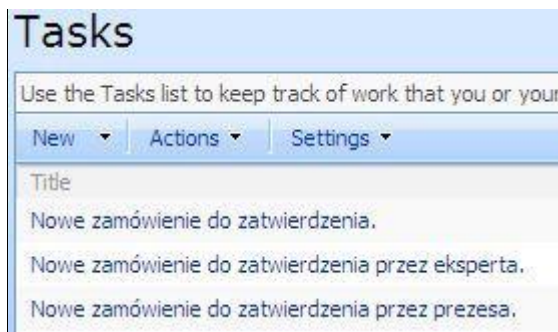 Tasks
Use the Tasks list to keep track of work that you or your
New Actions Settings
Title
Nowe zamówienie do zatwierdzenia.
Nowe zamówienie do zatwierdzenia przez eksperta.
Nowe zamówienie do zatwierdzenia przez prezesa.